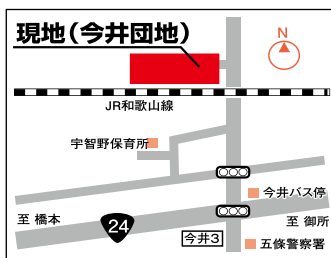 現地(今井団地)
N
JR和歌山線
宇智野保育所
今井バス停
至 橋本
24
今井3
至 御所
五條警察署